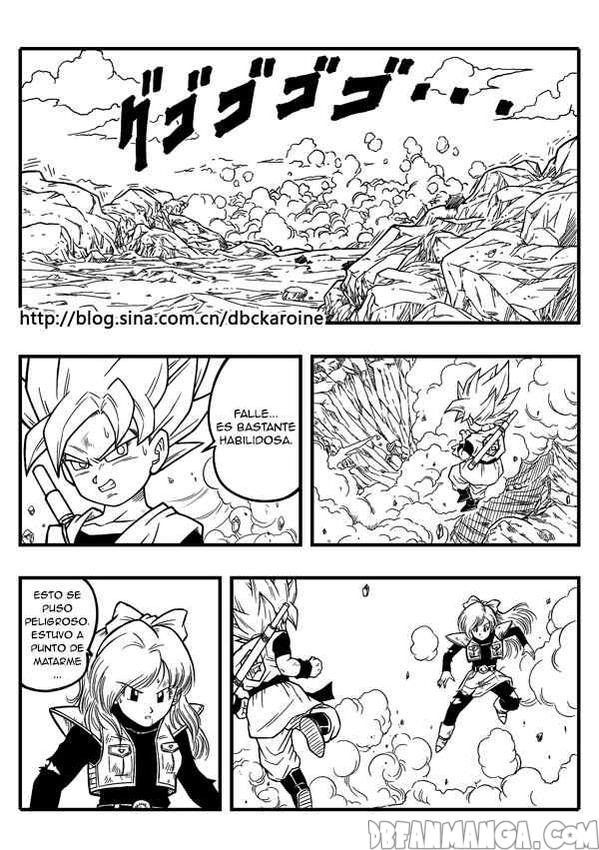 グゴゴゴゴ・・・
http://blog.sina.com.cn/dbckaroine
FALLE...
ES BASTANTE
HABILIDOSA.
ESTO SE
PUSO
PELIGROSO.
ESTUVO A
PUNTO DE
MATARME
...
DBFANMANGA.COM